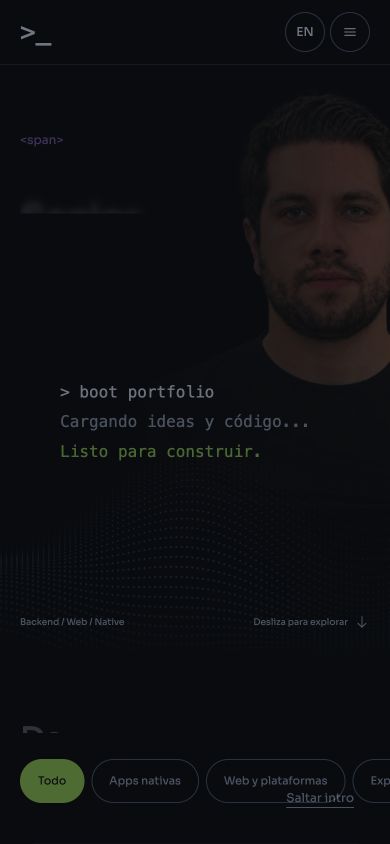 >_
EN
<span>
> boot portfolio
Cargando ideas y código...
Listo para construir.
Backend / Web / Native
Desliza para explorar ↓
Todo
Apps nativas
Web y plataformas
Exp
Saltar intro